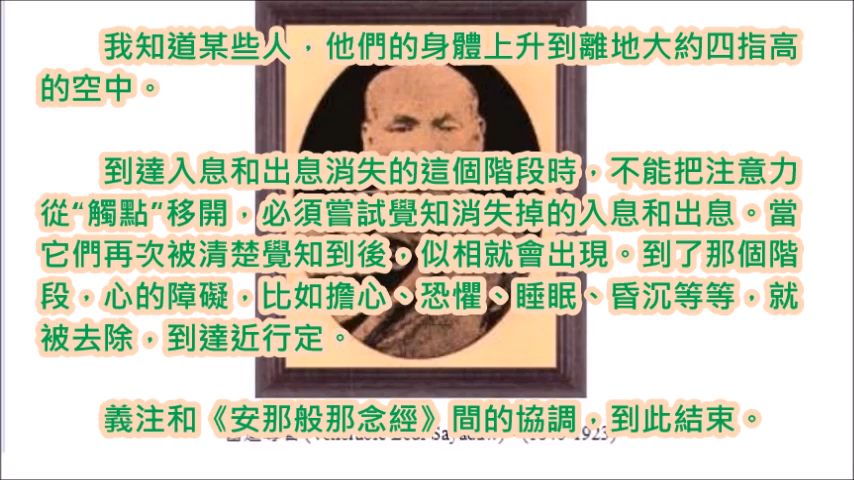 我知道某些人，他們的身體上升到離地大約四指高
的空中。
到達入息和出息消失的這個階段時，不能把注意力
從“觸點”移開，必須嘗試覺知消失掉的入息和出息。當
它們再次被清楚覺知到後，似相就會出現。到了那個階
段，心的障礙，比如擔心、恐懼、睡眠、昏沉等等，就
被去除，到達近行定。
義注和《安那般那念經》間的協調，到此結束。